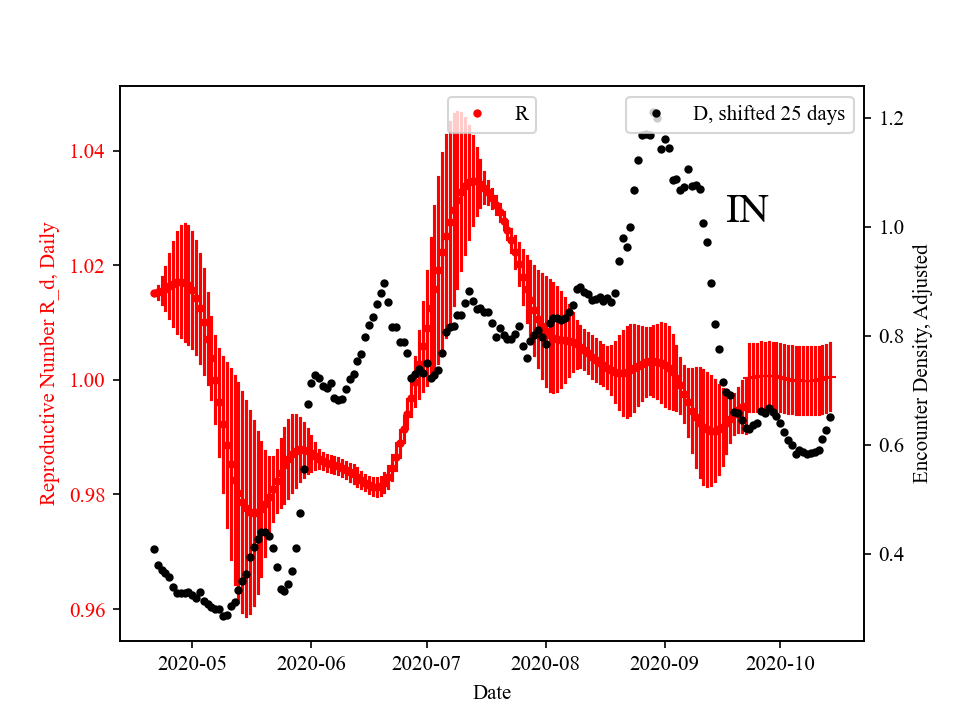 R
D, shifted 25 days
IN
Reproductive Number R_d, Daily
1.04
1.02
1.00
0.98
0.96
1.2
1.0
0.8
0.6
0.4
Encounter Density, Adjusted
2020-05 2020-06 2020-07 2020-08 2020-09 2020-10
Date